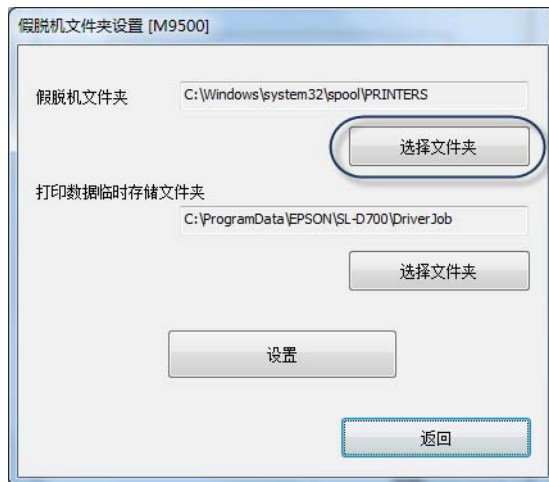 假脱机文件夹设置 [M9500]
假脱机文件夹
C:\Windows\system32\spool\PRINTERS
选择文件夹
打印数据临时存储文件夹
C:\ProgramData\EPSON\SL-D700\DriverJob
选择文件夹
设置
返回